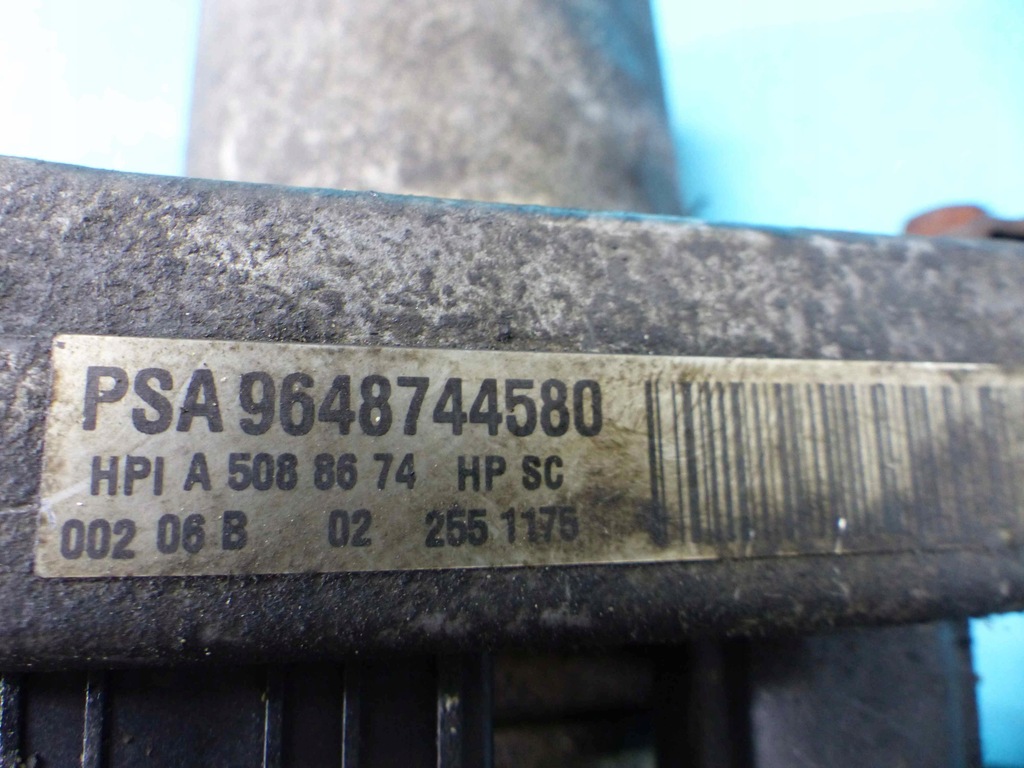 PSA 9648744580
HPI A 508 86 74 HP SC
002 06 B 02 255 1175